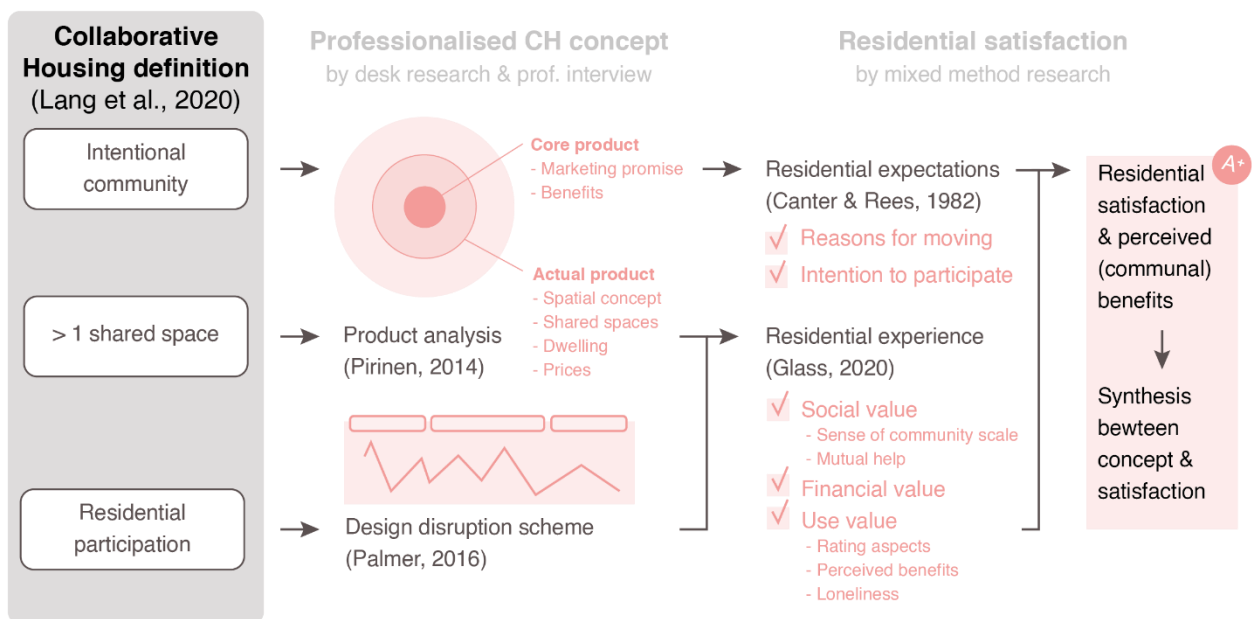 Collaborative
Housing definition
(Lang et al., 2020)
Intentional
community
> 1 shared space
Residential
participation
Professionalised CH concept
by desk research & prof. interview
Core product
- Marketing promise
- Benefits
Actual product
- Spatial concept
- Shared spaces
- Dwelling
- Prices
Product analysis
(Pirinen, 2014)
Design disruption scheme
(Palmer, 2016)
Residential satisfaction
by mixed method research
Residential expectations
(Canter & Rees, 1982)
Reasons for moving
Intention to participate
Residential experience
(Glass, 2020)
Social value
- Sense of community scale
- Mutual help
Financial value
Use value
- Rating aspects
- Perceived benefits
- Loneliness
A+
Residential
satisfaction
& perceived
(communal)
benefits
Synthesis
bewteen
concept &
satisfaction